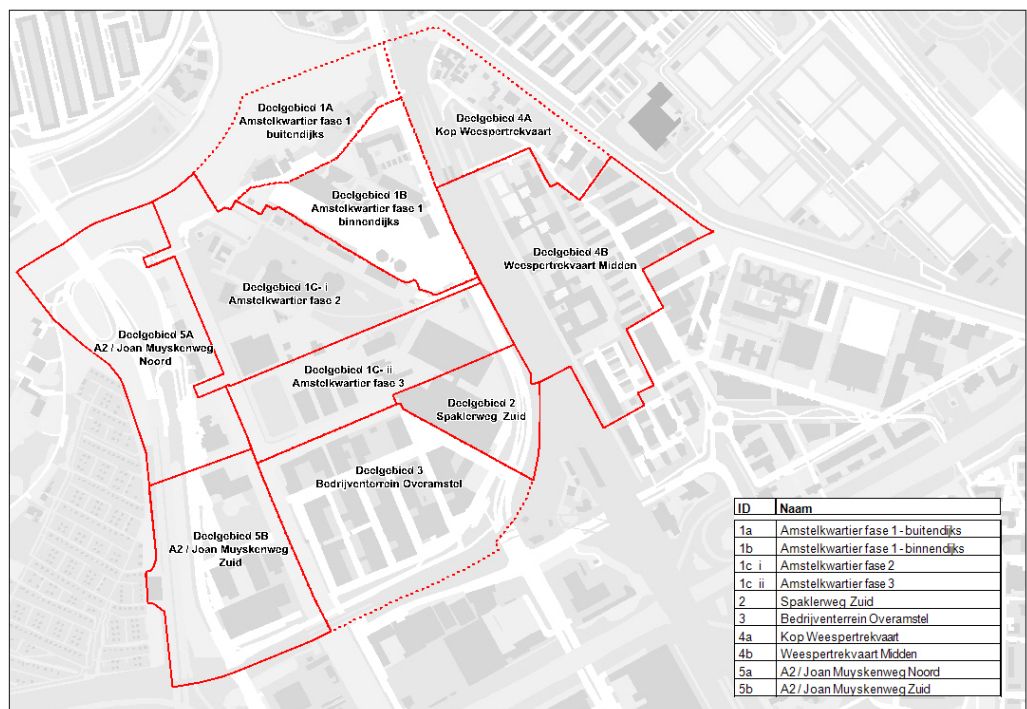 Deelgebied 1A
Amstelkwartier fase 1
buitendijks
Deelgebied 4A
Kop Weespertrekvaart
Deelgebied 1B
Amstelkwartier fase 1
binnendijks
Deelgebied 4B
Weespertrekvaart Midden
Deelgebied 1C- i
Amstelkwartier fase 2
Deelgebied 5A
A2 / Joan Muyskenweg
Noord
Deelgebied 1C- ii
Amstelkwartier fase 3
Deelgebied 2
Spaklerweg Zuid
Deelgebied 3
Bedrijventerrein Overamstel
Deelgebied 5B
A2 / Joan Muyskenweg
Zuid
ID Naam
1a Amstelkwartier fase 1 - buitendijks
1b Amstelkwartier fase 1 - binnendijks
1c i Amstelkwartier fase 2
1c ii Amstelkwartier fase 3
2 Spaklerweg Zuid
3 Bedrijventerrein Overamstel
4a Kop Weespertrekvaart
4b Weespertrekvaart Midden
5a A2 / Joan Muyskenweg Noord
5b A2 / Joan Muyskenweg Zuid